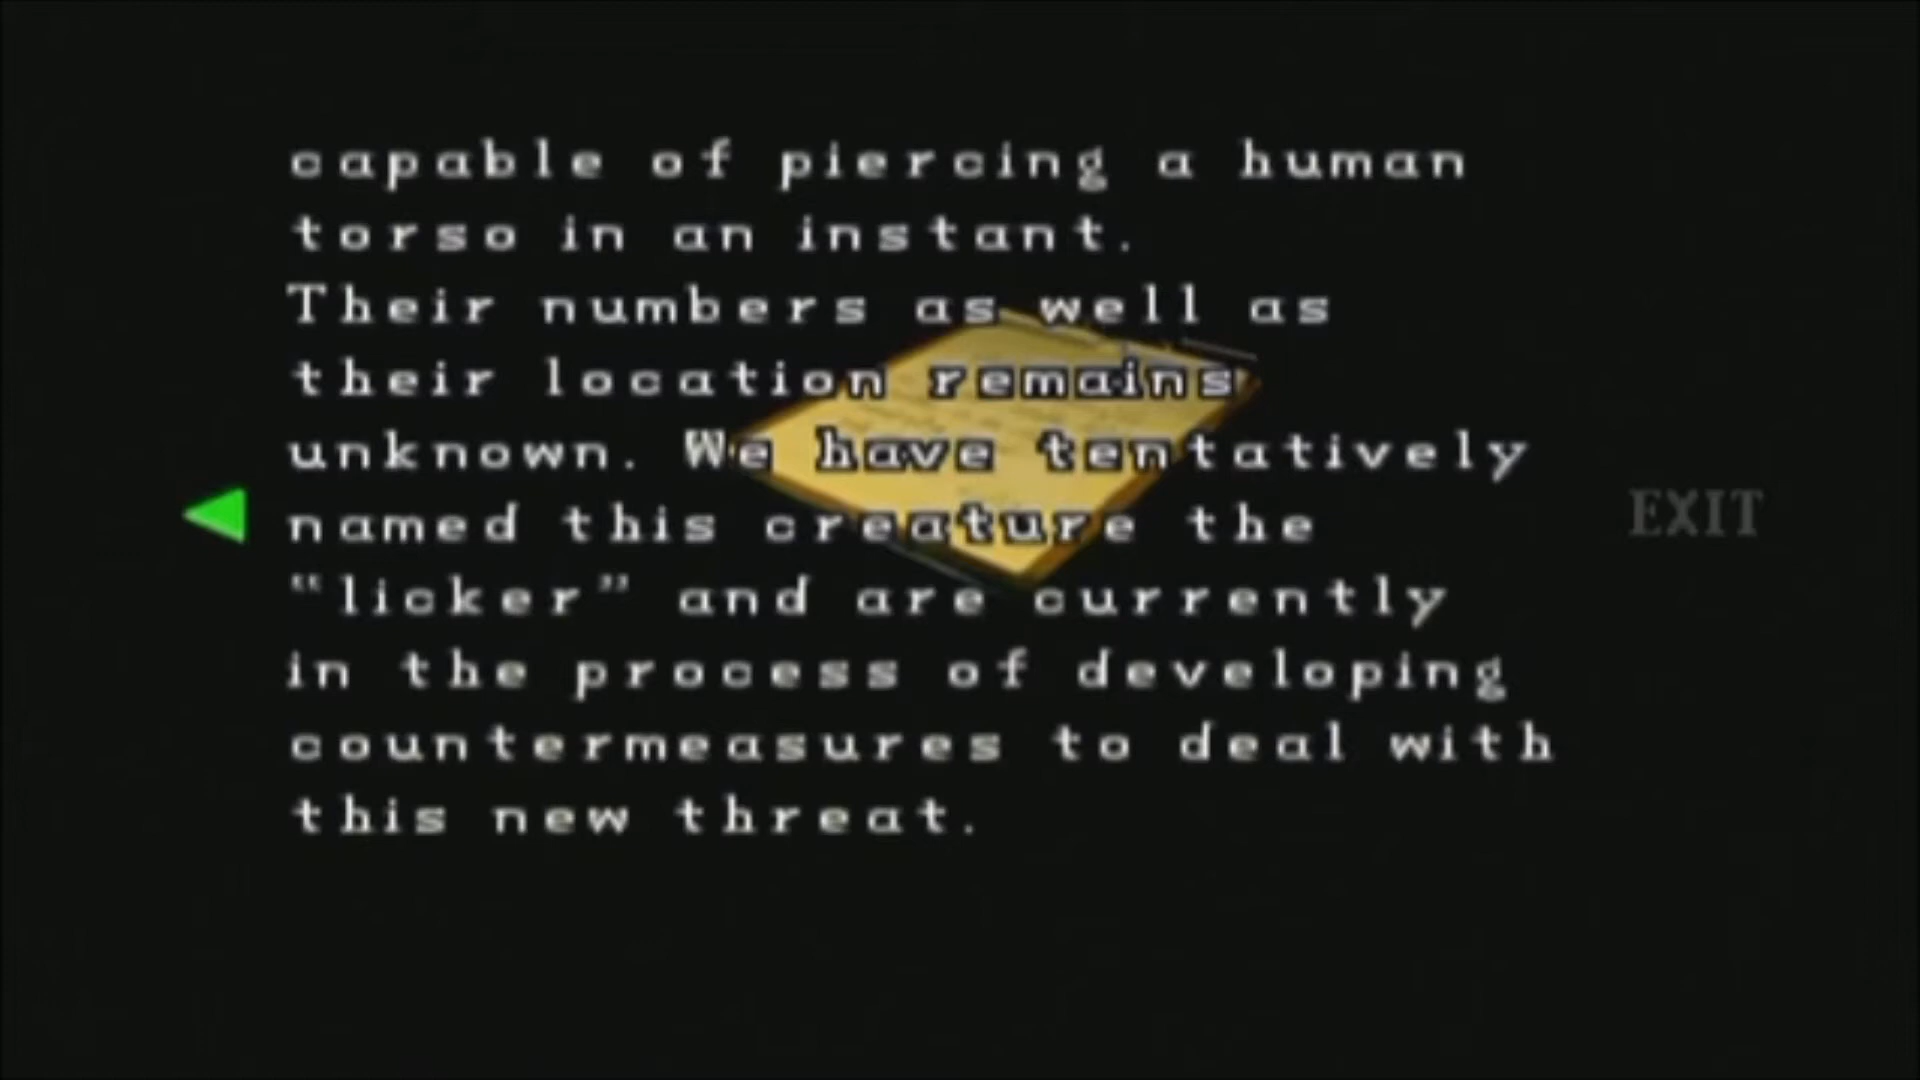 capable of piercing a human
torso in an instant.
Their numbers as well as
their location remains
unknown. We have tentatively
named this creature the
“licker” and are currently
in the process of developing
countermeasures to deal with
this new threat.
EXIT